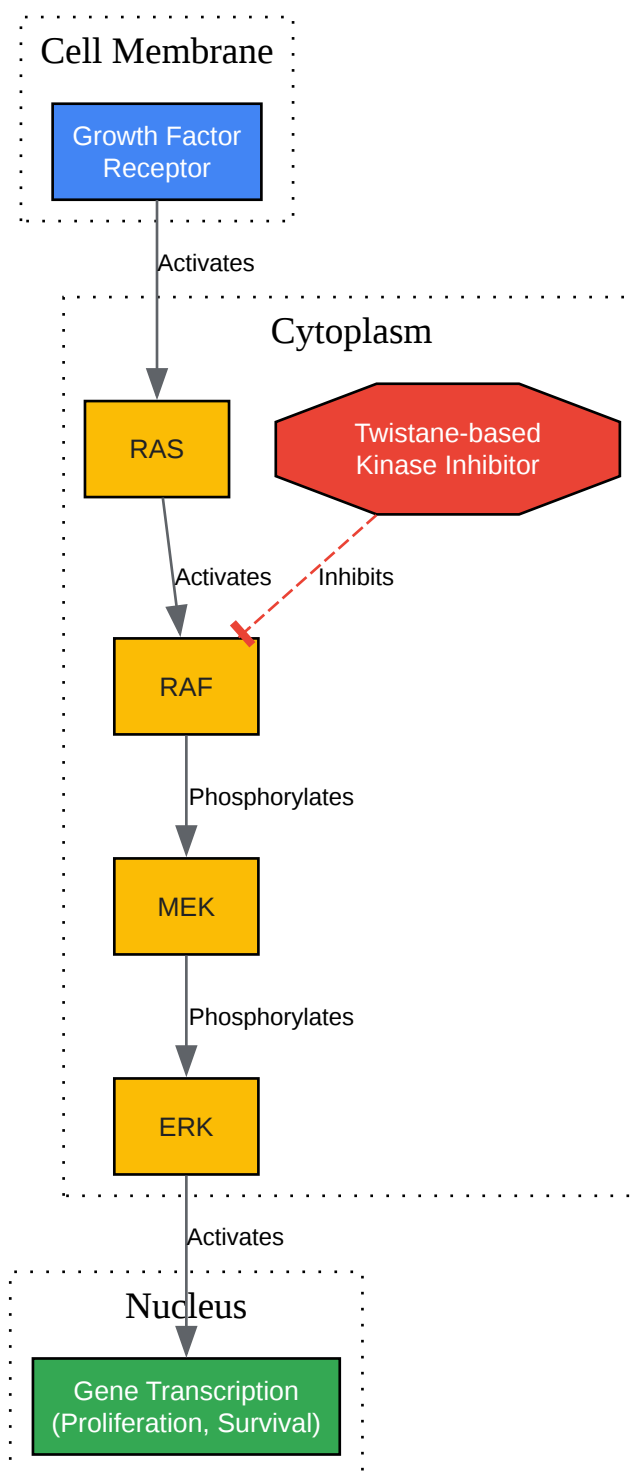 Cell Membrane
Growth Factor
Receptor
Activates
Cytoplasm
RAS
Twistane-based
Kinase Inhibitor
Activates
Inhibits
RAF
Phosphorylates
MEK
Phosphorylates
ERK
Activates
Nucleus
Gene Transcription
(Proliferation, Survival)